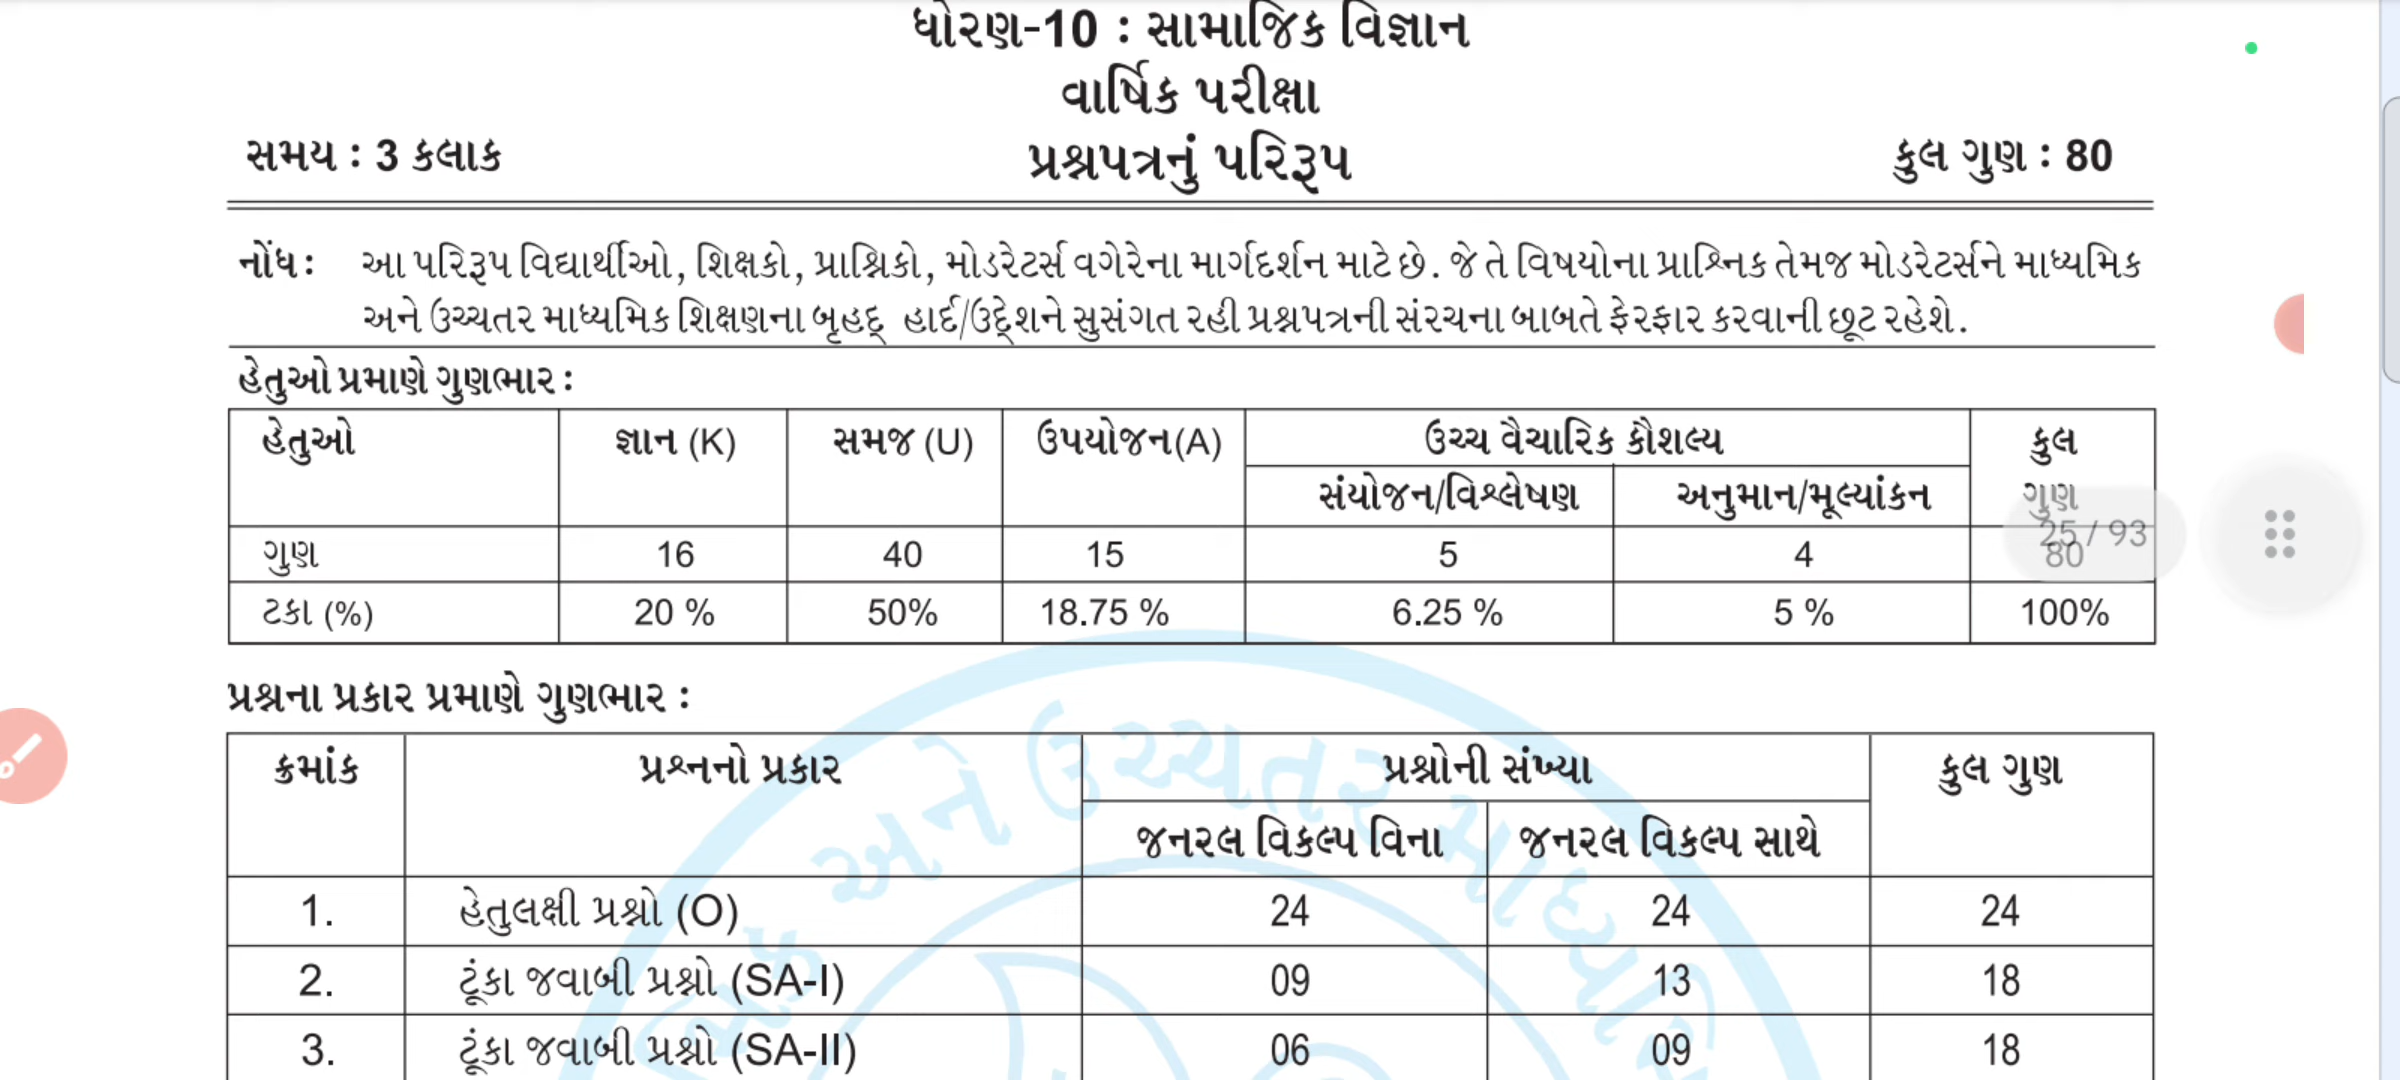 ધોરણ-10 : સામાજિક વિજ્ઞાન
વાર્ષિક પરીક્ષા
સમય : 3 કલાક પ્રશ્નપત્રનું પરિરૂપ કુલ ગુણ : 80
નોંધ : આ પરિરૂપ વિદ્યાર્થીઓ, શિક્ષકો, પ્રાશ્નિકો, મોડરેટર્સ વગેરેના માર્ગદર્શન માટે છે. જે તે વિષયોના પ્રાશ્નિક તેમજ મોડરેટર્સને માધ્યમિક
અને ઉચ્ચતર માધ્યમિક શિક્ષણના બૃહદ્ હાર્દ/ઉદ્દેશને સુસંગત રહી પ્રશ્નપત્રની સંરચના બાબતે ફેરફાર કરવાની છૂટ રહેશે.
હેતુઓ પ્રમાણે ગુણભાર :
હેતુઓ જ્ઞાન (K) સમજ (U) ઉપયોજન(A) ઉચ્ચ વૈચારિક કૌશલ્ય કુલ
સંયોજન/વિશ્લેષણ અનુમાન/મૂલ્યાંકન ગુણ
25 / 93
ગુણ 16 40 15 5 4 80
ટકા (%) 20 % 50% 18.75 % 6.25 % 5 % 100%
પ્રશ્નના પ્રકાર પ્રમાણે ગુણભાર :
ક્રમાંક પ્રશ્નનો પ્રકાર પ્રશ્નોની સંખ્યા કુલ ગુણ
જનરલ વિકલ્પ વિના જનરલ વિકલ્પ સાથે
1. હેતુલક્ષી પ્રશ્નો (O) 24 24 24
2. ટૂંકા જવાબી પ્રશ્નો (SA-I) 09 13 18
3. ટૂંકા જવાબી પ્રશ્નો (SA-II) 06 09 18
અને ઉચ્ચતર માધ્યમિ